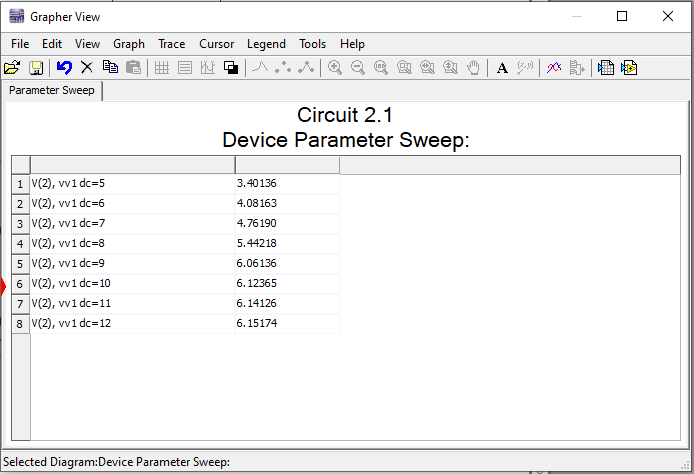 Grapher View
File Edit View Graph Trace Cursor Legend Tools Help
A
Parameter Sweep
Circuit 2.1
Device Parameter Sweep:
1 V(2), vv1 dc=5 3.40136
2 V(2), vv1 dc=6 4.08163
3 V(2), vv1 dc=7 4.76190
4 V(2), vv1 dc=8 5.44218
5 V(2), vv1 dc=9 6.06136
6 V(2), vv1 dc=10 6.12365
7 V(2), vv1 dc=11 6.14126
8 V(2), vv1 dc=12 6.15174
Selected Diagram:Device Parameter Sweep: